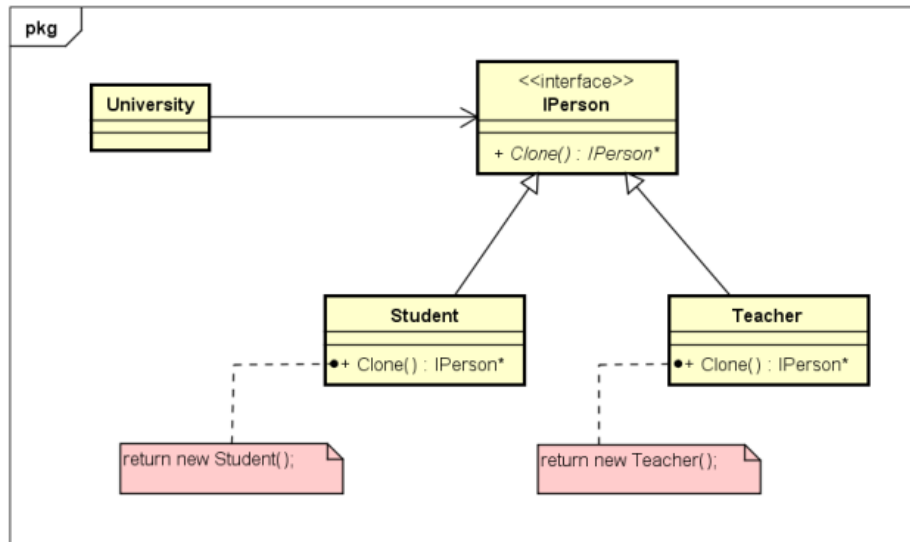 pkg
University
<<interface>>
IPerson
+ Clone() : IPerson*
Student
+ Clone() : IPerson*
Teacher
+ Clone() : IPerson*
return new Student();
return new Teacher();